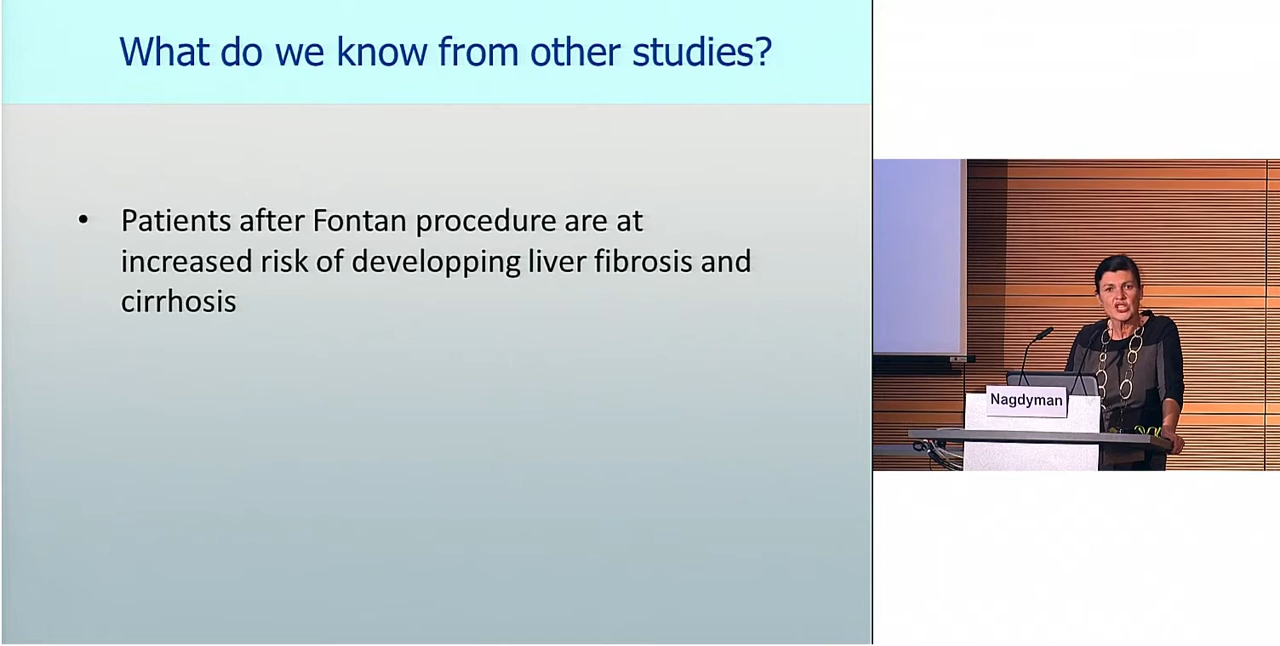 What do we know from other studies?
• Patients after Fontan procedure are at
increased risk of developping liver fibrosis and
cirrhosis
Nagdyman